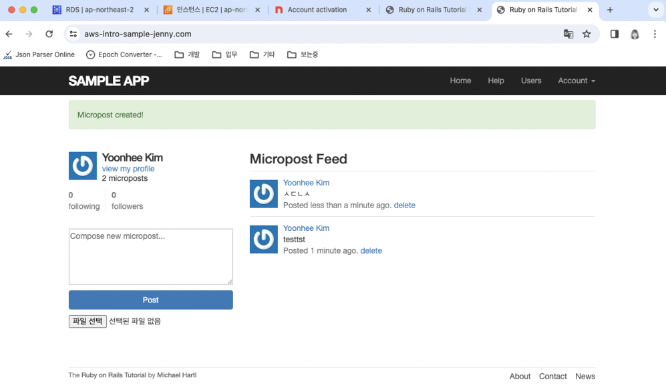 RDS | ap-northeast-2
인스턴스 | EC2 | ap-nor
Account activation
Ruby on Rails Tutorial
Ruby on Rails Tutorial
aws-intro-sample-jenny.com
Json Parser Online
Epoch Converter -...
개발
업무
기타
보는중
SAMPLE APP
Home
Help
Users
Account
Micropost created!
Yoonhee Kim
view my profile
2 microposts
0
following
0
followers
Compose new micropost...
Post
파일 선택 선택된 파일 없음
Micropost Feed
Yoonhee Kim
ㅅㄷㄴㅅ
Posted less than a minute ago. delete
Yoonhee Kim
testtst
Posted 1 minute ago. delete
The Ruby on Rails Tutorial by Michael Hartl
About
Contact
News